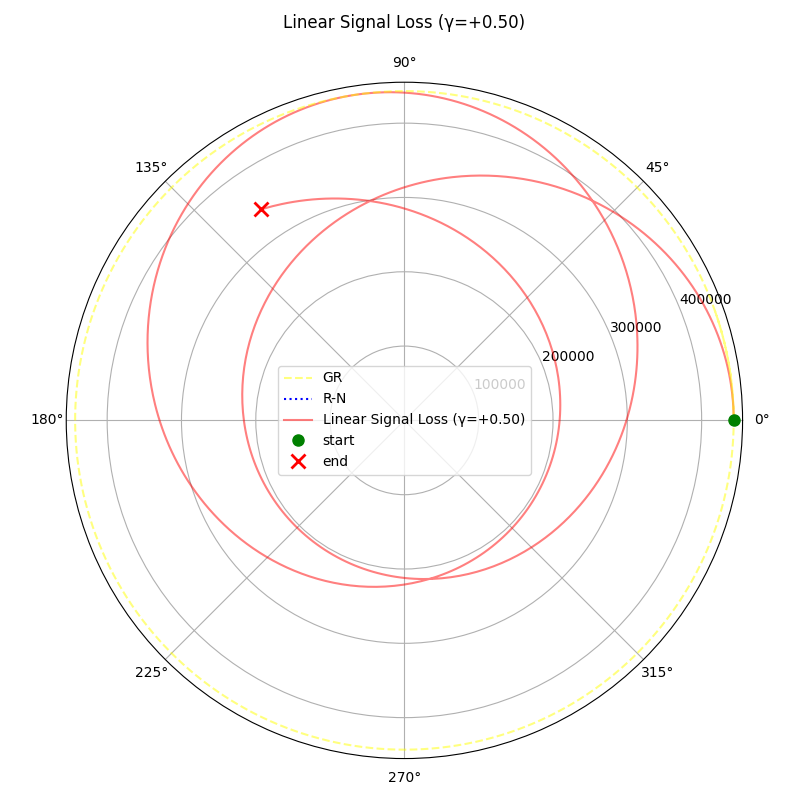 Linear Signal Loss (γ=+0.50)
90°
135°
45°
400000
300000
200000
100000
GR
R-N
180°
Linear Signal Loss (γ=+0.50)
0°
start
end
225°
315°
270°